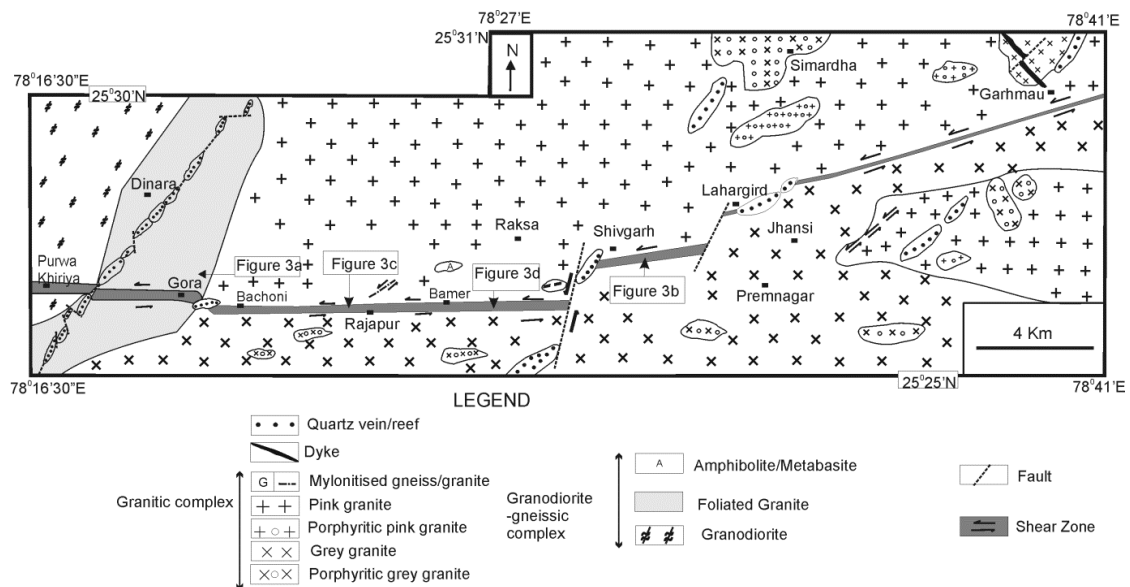 78°27'E
78°41'E
25°31'N
N
Simardha
78°16'30"E
25°30'N
Garhmau
Dinara
Lahargird
Raksa
Shivgarh
Jhansi
Purwa
Khiriya
Figure 3a
Figure 3c
A
Figure 3d
Gora
Bachoni
Bamer
Figure 3b
Premnagar
Rajapur
4 Km
78°16'30"E
25°25'N
78°41'E
LEGEND
Quartz vein/reef
Dyke
Granitic complex
G
Mylonitised gneiss/granite
Pink granite
Porphyritic pink granite
Grey granite
Porphyritic grey granite
Granodiorite
-gneissic
complex
A
Amphibolite/Metabasite
Foliated Granite
Granodiorite
Fault
Shear Zone